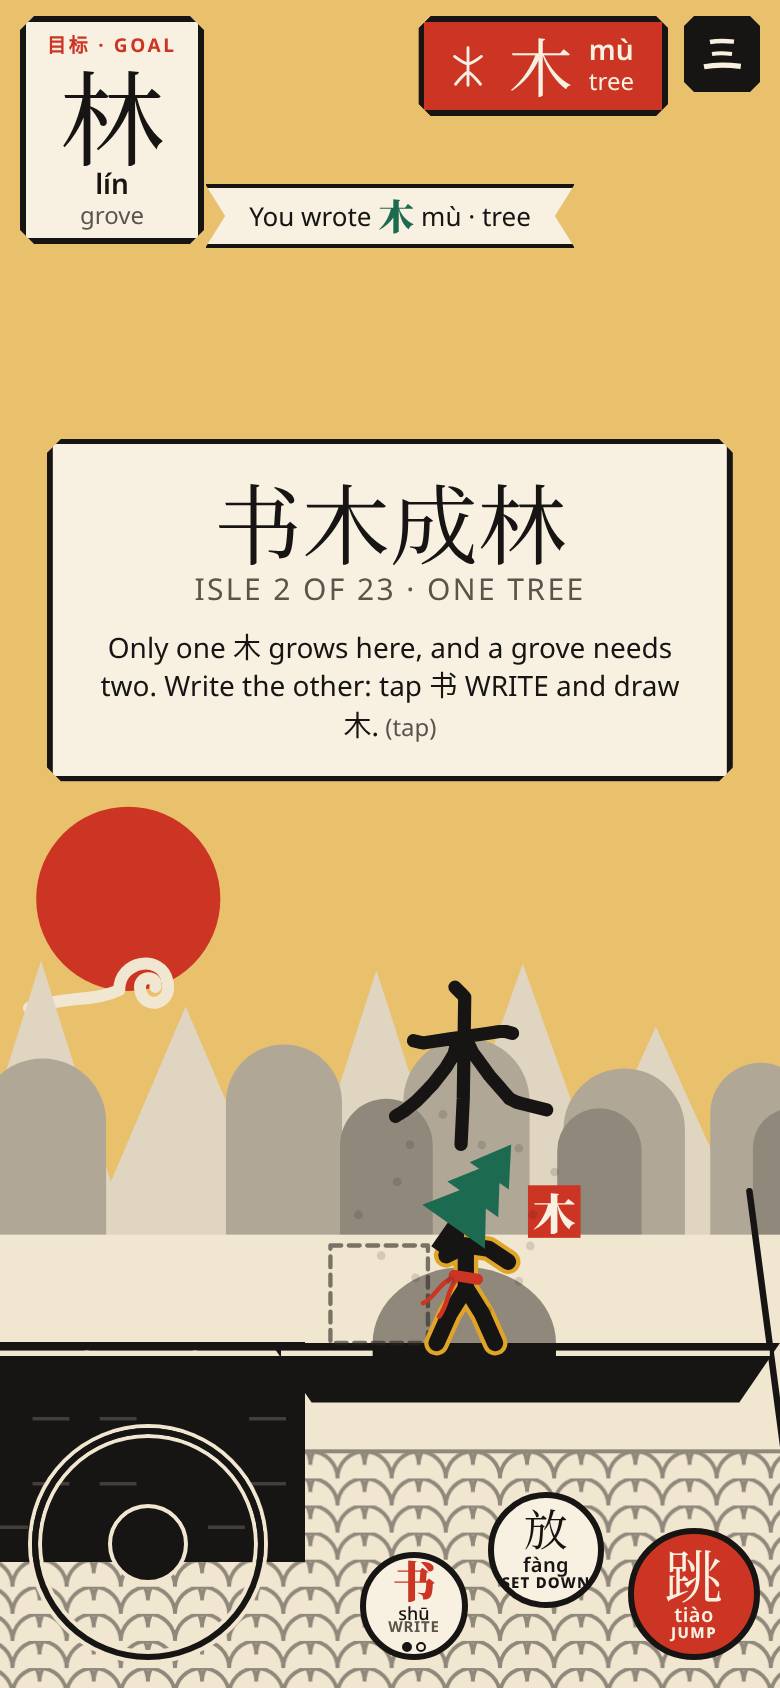 目标 · GOAL
林
lín
grove
木 mù
tree
三
You wrote 木 mù · tree
书木成林
ISLE 2 OF 23 · ONE TREE
Only one 木 grows here, and a grove needs
two. Write the other: tap 书 WRITE and draw
木. (tap)
木
木
放
fàng
SET DOWN
书
shū
WRITE
跳
tiào
JUMP